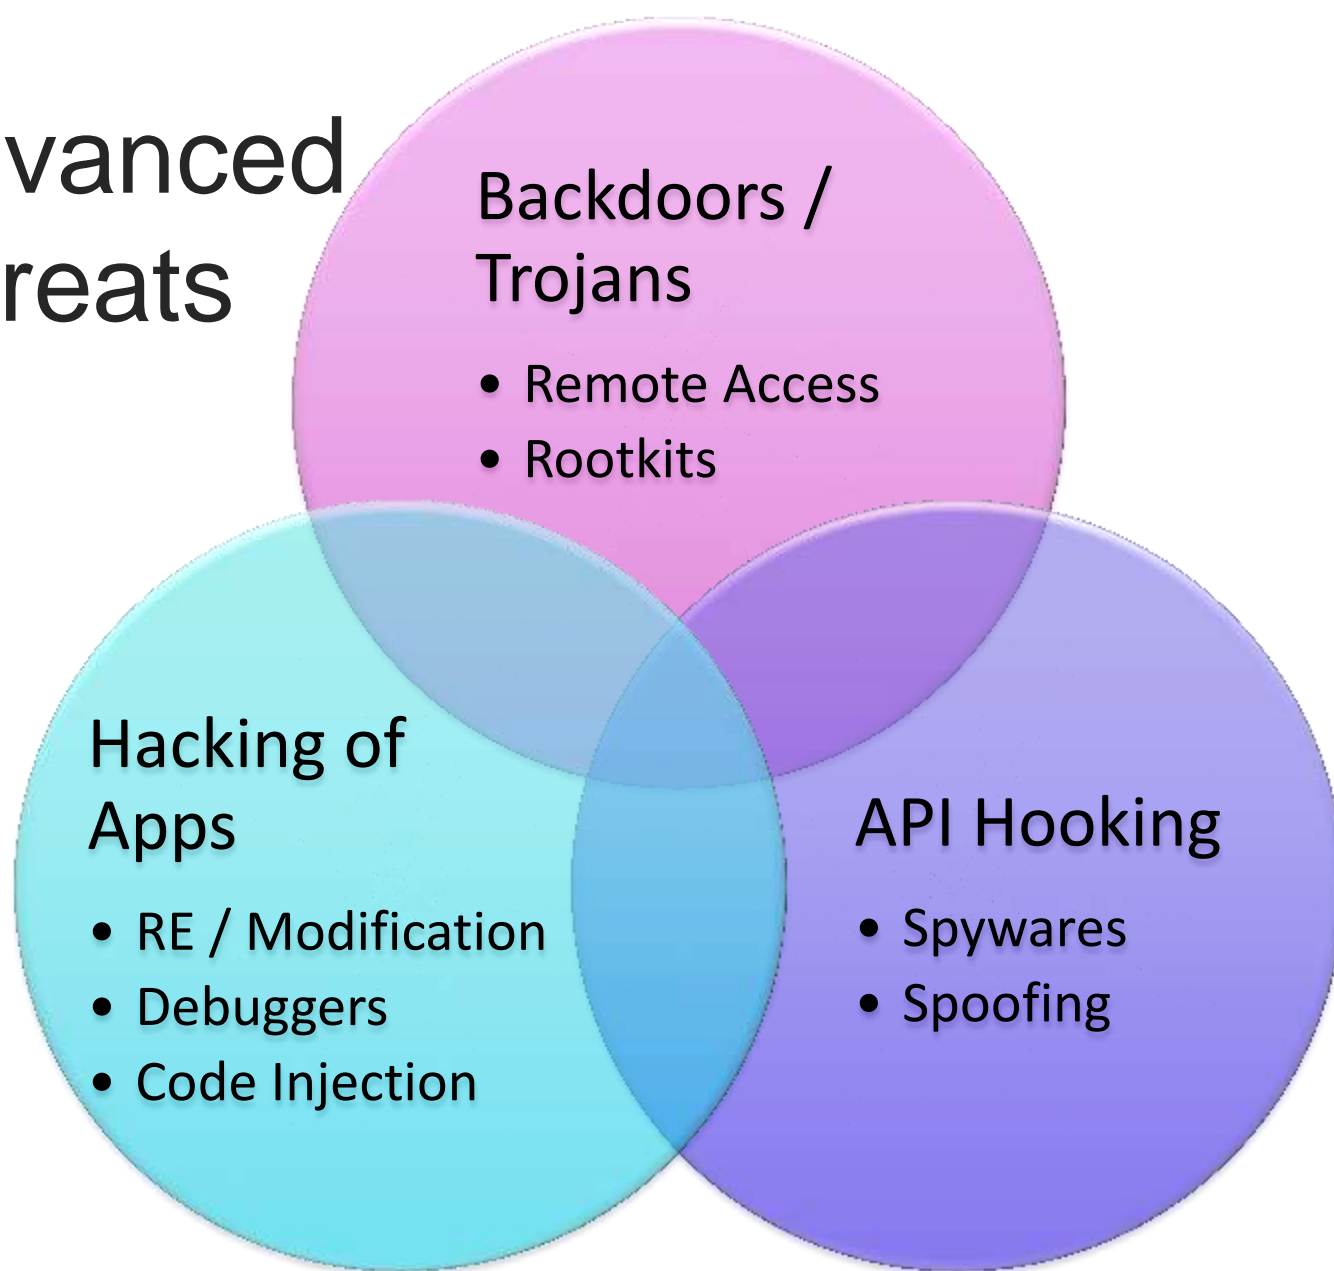 vanced
reats
Backdoors /
Trojans
• Remote Access
• Rootkits
Hacking of
Apps
• RE / Modification
• Debuggers
• Code Injection
API Hooking
• Spywares
• Spoofing